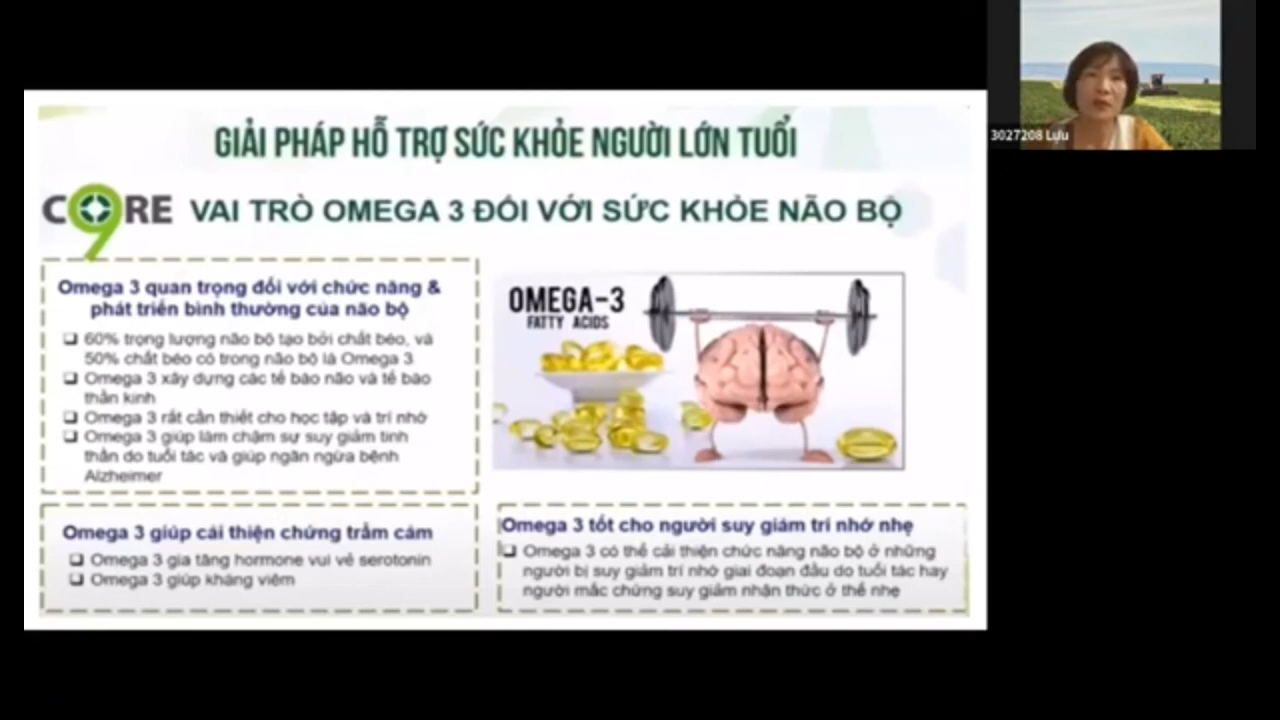 GIẢI PHÁP HỖ TRỢ SỨC KHỎE NGƯỜI LỚN TUỔI
C9RE
VAI TRÒ OMEGA 3 ĐỐI VỚI SỨC KHỎE NÃO BỘ
Omega 3 quan trọng đối với chức năng &
phát triển bình thường của não bộ
60% trọng lượng não bộ tạo bởi chất béo, và
50% chất béo có trong não bộ là Omega 3
Omega 3 xây dựng các tế bào não và tế bào
thần kinh
Omega 3 rất cần thiết cho học tập và trí nhớ
Omega 3 giúp làm chậm sự suy giảm tinh
thần do tuổi tác và giúp ngăn ngừa bệnh
Alzheimer
OMEGA-3
FATTY ACIDS
Omega 3 giúp cải thiện chứng trầm cảm
Omega 3 gia tăng hormone vui vẻ serotonin
Omega 3 giúp kháng viêm
Omega 3 tốt cho người suy giảm trí nhớ nhẹ
Omega 3 có thể cải thiện chức năng não bộ ở những
người bị suy giảm trí nhớ giai đoạn đầu do tuổi tác hay
người mắc chứng suy giảm nhận thức ở thể nhẹ
3027208 Lưu